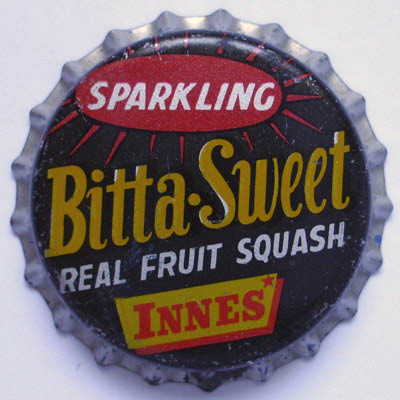 SPARKLING
Bitta-Sweet
REAL FRUIT SQUASH
INNES